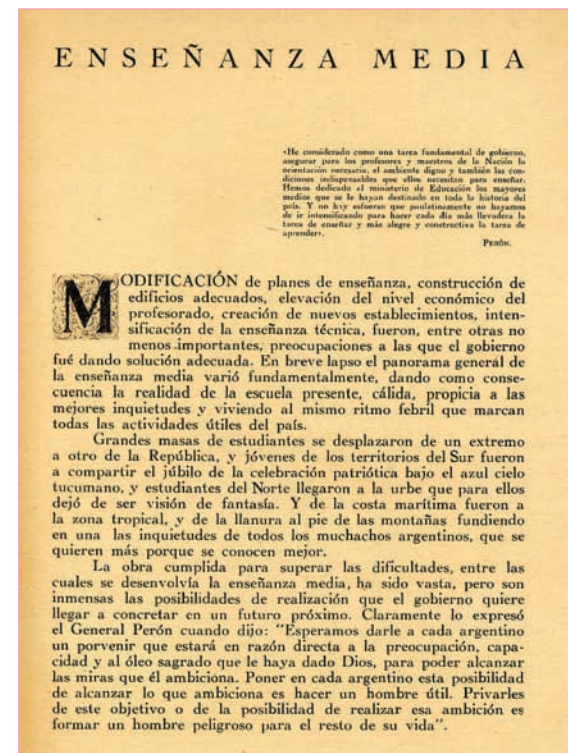 ENSEÑANZA MEDIA
«He considerado como una tarea fundamental de gobierno,
asegurar para los profesores y maestros de la Nación la
orientación necesaria, el ambiente digno y también las con-
diciones indispensables que ellos necesitan para enseñar.
Hemos dedicado al ministerio de Educación los mayores
medios que se le hayan destinado en toda la historia del
país. Y no hay esfuerzo que paulatinamente no hayamos
de ir intensificando para hacer cada día más llevadera la
tarea de enseñar y más alegre y constructiva la tarea de
aprender».
PERÓN.
MODIFICACIÓN de planes de enseñanza, construcción de
edificios adecuados, elevación del nivel económico del
profesorado, creación de nuevos establecimientos, inten-
sificación de la enseñanza técnica, fueron, entre otras no
menos importantes, preocupaciones a las que el gobierno
fué dando solución adecuada. En breve lapso el panorama general de
la enseñanza media varió fundamentalmente, dando como conse-
cuencia la realidad de la escuela presente, cálida, propicia a las
mejores inquietudes y viviendo al mismo ritmo febril que marcan
todas las actividades útiles del país.
Grandes masas de estudiantes se desplazaron de un extremo
a otro de la República, y jóvenes de los territorios del Sur fueron
a compartir el júbilo de la celebración patriótica bajo el azul cielo
tucumano, y estudiantes del Norte llegaron a la urbe que para ellos
dejó de ser visión de fantasía. Y de la costa marítima fueron a
la zona tropical, y de la llanura al pie de las montañas fundiendo
en una las inquietudes de todos los muchachos argentinos, que se
quieren más porque se conocen mejor.
La obra cumplida para superar las dificultades, entre las
cuales se desenvolvía la enseñanza media, ha sido vasta, pero son
inmensas las posibilidades de realización que el gobierno quiere
llegar a concretar en un futuro próximo. Claramente lo expresó
el General Perón cuando dijo: "Esperamos darle a cada argentino
un porvenir que estará en razón directa a la preocupación, capa-
cidad y al óleo sagrado que le haya dado Dios, para poder alcanzar
las miras que él ambiciona. Poner en cada argentino esta posibilidad
de alcanzar lo que ambiciona es hacer un hombre útil. Privarles
de este objetivo o de la posibilidad de realizar esa ambición es
formar un hombre peligroso para el resto de su vida".